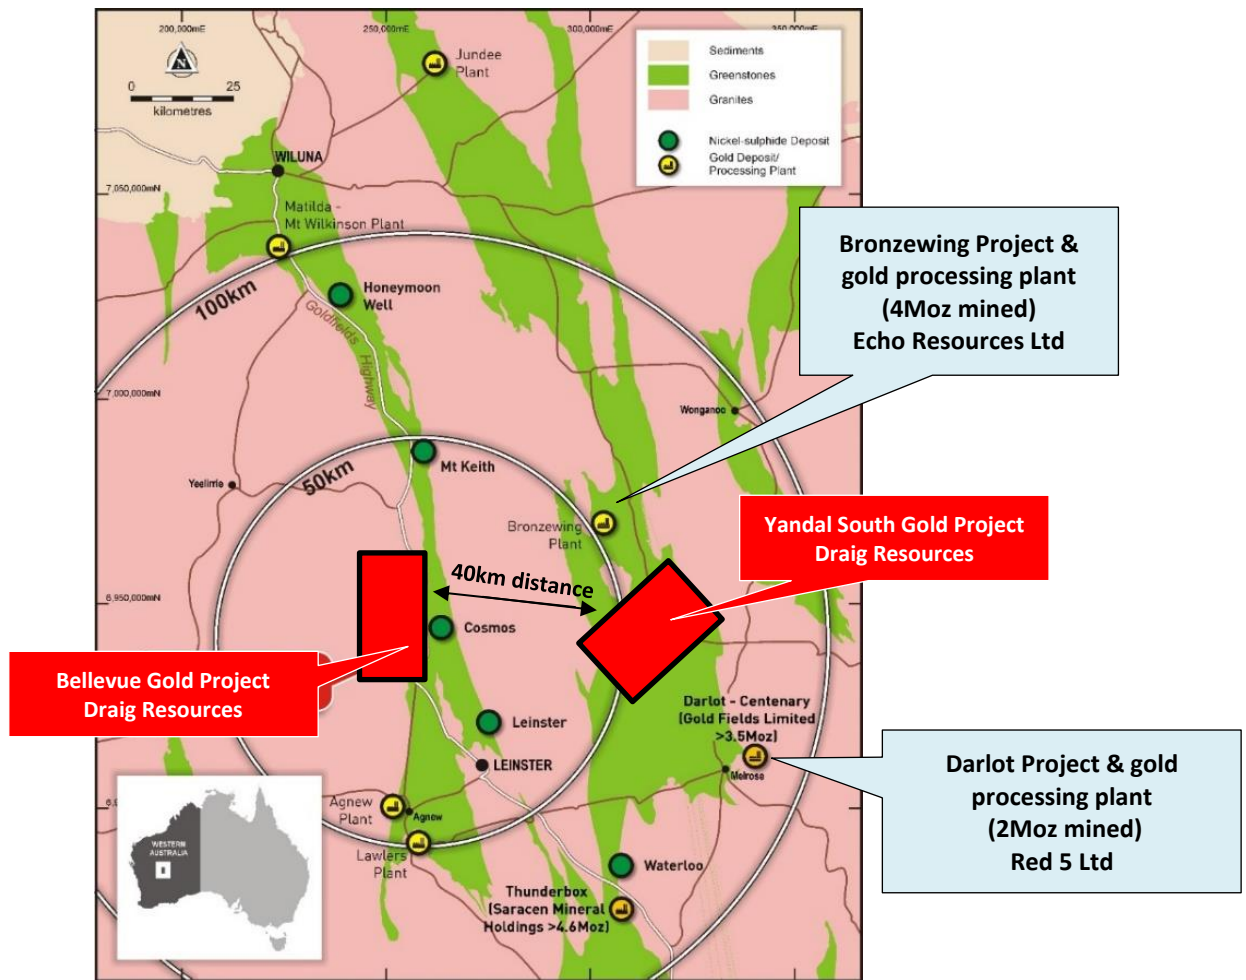 200,000mE
250,000mE
300,000mE
350,000mE
N
0
25
kilometres
Sediments
Greenstones
Granites
Nickel-sulphide Deposit
Gold Deposit/
Processing Plant
Jundee
Plant
WILUNA
7,050,000mN
Matilda -
Mt Wilkinson Plant
100km
Honeymoon
Well
Goldfields Highway
Bronzewing Project &
gold processing plant
(4Moz mined)
Echo Resources Ltd
7,000,000mN
Wonganoo
50km
Mt Keith
Yeelirrie
Bronzewing
Plant
Yandal South Gold Project
Draig Resources
40km distance
6,950,000mN
Cosmos
Bellevue Gold Project
Draig Resources
Darlot - Centenary
(Gold Fields Limited
>3.5Moz)
Leinster
LEINSTER
Melrose
Darlot Project & gold
processing plant
(2Moz mined)
Red 5 Ltd
Agnew
Plant
Agnew
Lawlers
Plant
Waterloo
Thunderbox
(Saracen Mineral
Holdings >4.6Moz)
WESTERN
AUSTRALIA